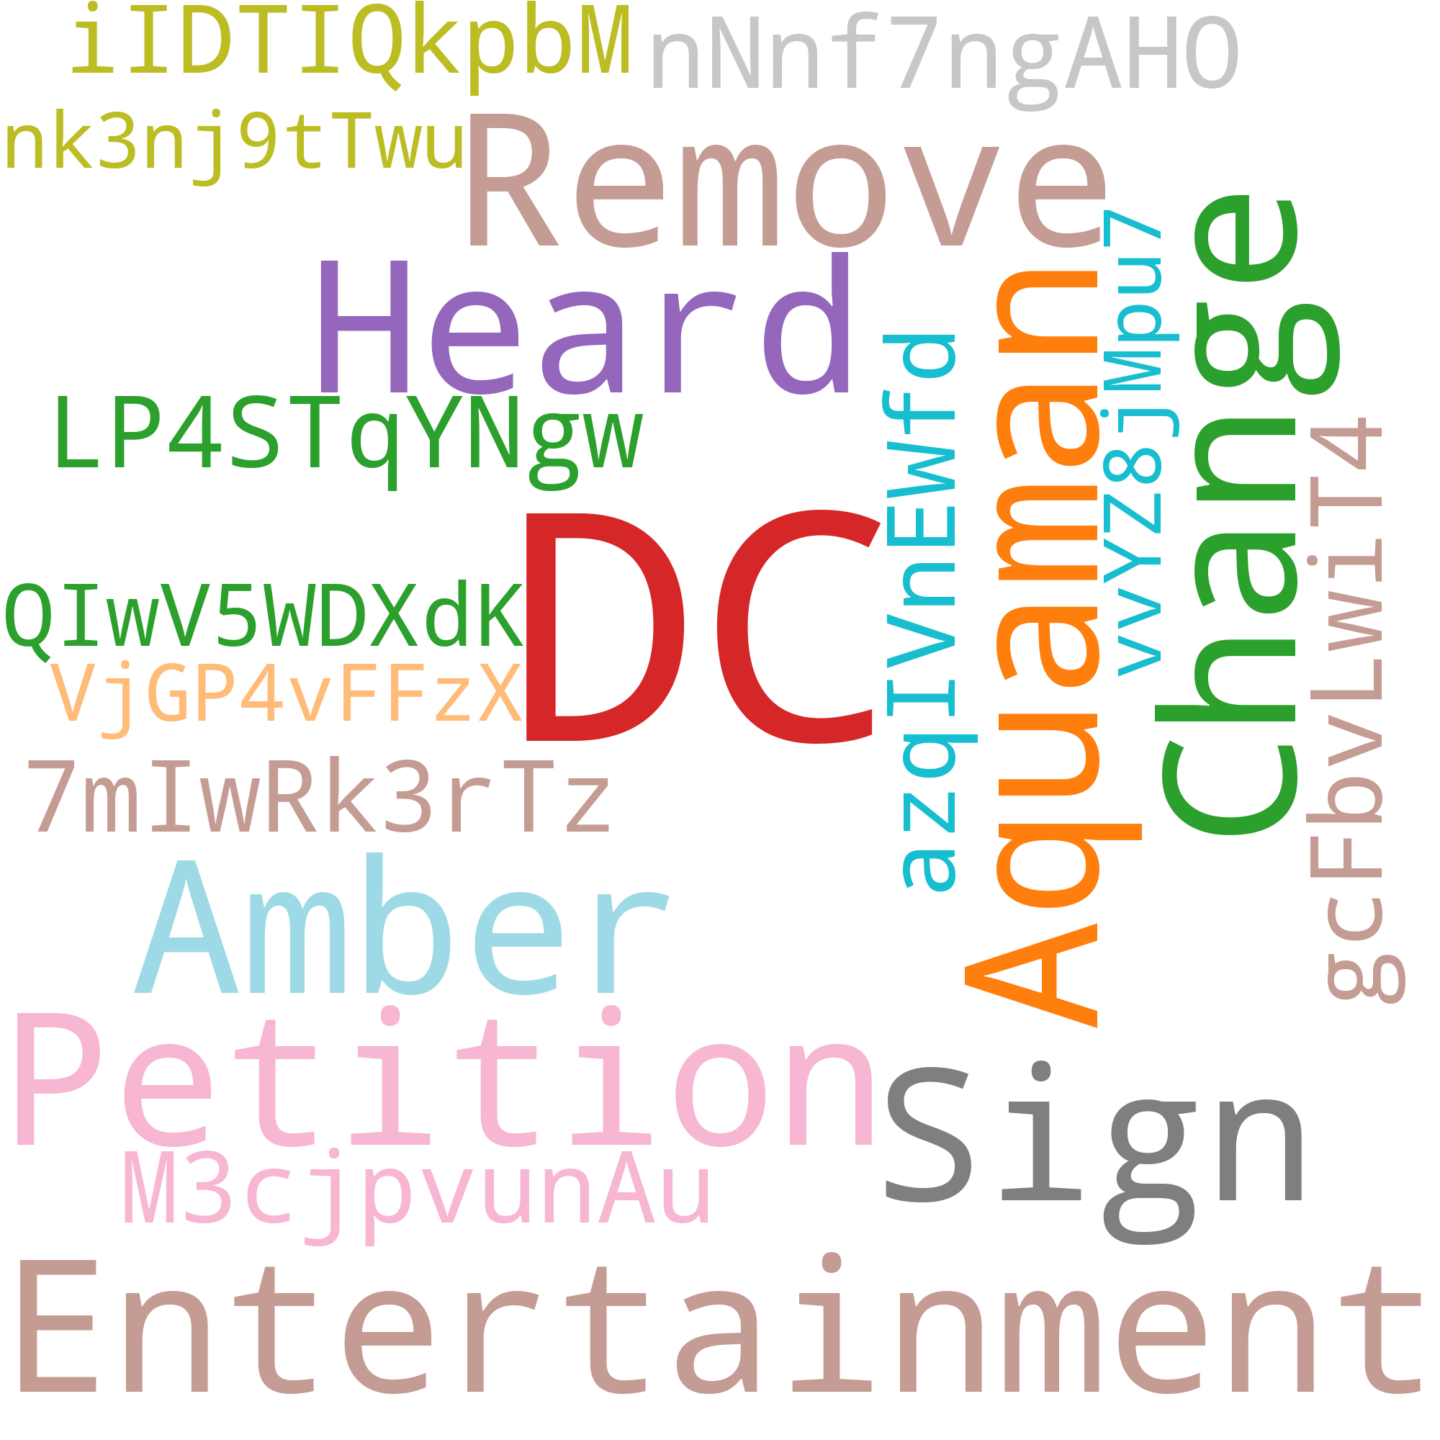 iIDTIQkpbM
nNnf7ngAHO
nk3nj9tTwu
Remove
Heard
LP4STqYNgw
DC
QIwV5WDXdK
VjGP4vFFzX
azqIVnEWfd
Aquaman
vvYZ8jMpu7
Change
gcFbvLwiT4
7mIwRk3rTz
Amber
Petition
Sign
M3cjpvunAu
Entertainment